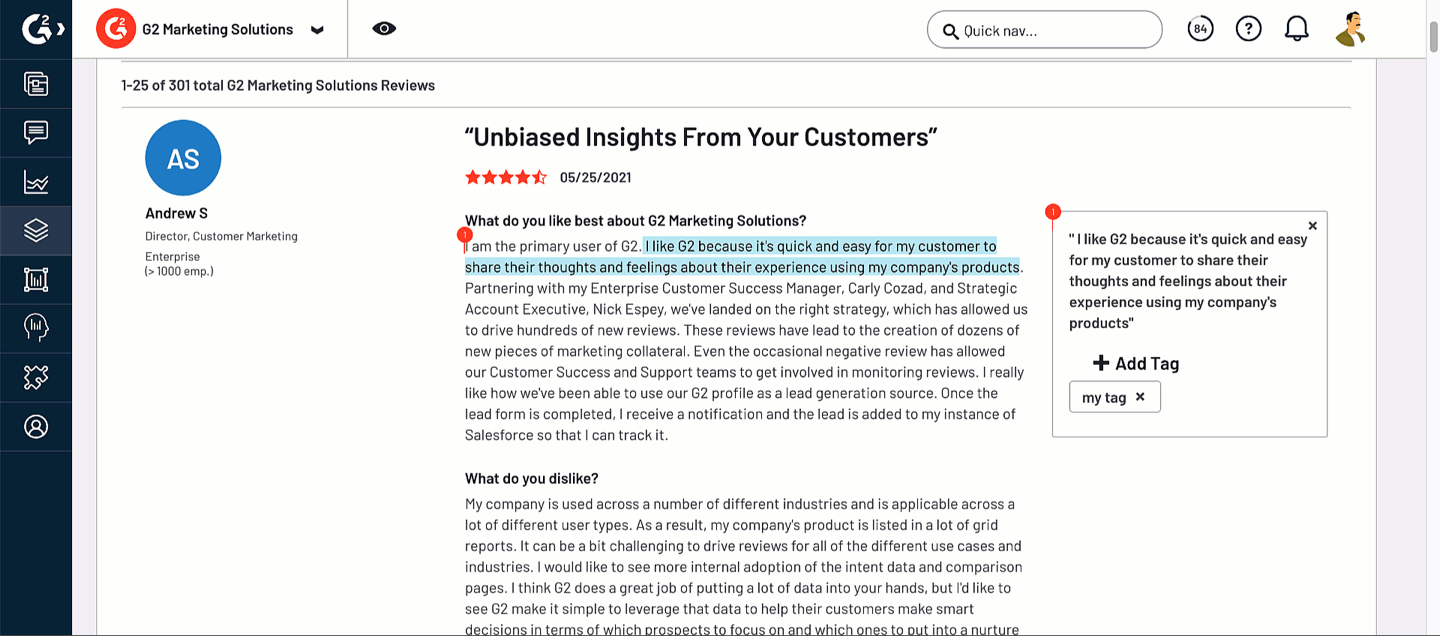 G2 Marketing Solutions
Quick nav...
84
?
1-25 of 301 total G2 Marketing Solutions Reviews
AS
Andrew S
Director, Customer Marketing
Enterprise
(> 1000 emp.)
“Unbiased Insights From Your Customers”
05/25/2021
What do you like best about G2 Marketing Solutions?
1
I am the primary user of G2. I like G2 because it's quick and easy for my customer to
share their thoughts and feelings about their experience using my company's products.
Partnering with my Enterprise Customer Success Manager, Carly Cozad, and Strategic
Account Executive, Nick Espey, we've landed on the right strategy, which has allowed us
to drive hundreds of new reviews. These reviews have lead to the creation of dozens of
new pieces of marketing collateral. Even the occasional negative review has allowed
our Customer Success and Support teams to get involved in monitoring reviews. I really
like how we've been able to use our G2 profile as a lead generation source. Once the
lead form is completed, I receive a notification and the lead is added to my instance of
Salesforce so that I can track it.
What do you dislike?
My company is used across a number of different industries and is applicable across a
lot of different user types. As a result, my company's product is listed in a lot of grid
reports. It can be a bit challenging to drive reviews for all of the different use cases and
industries. I would like to see more internal adoption of the intent data and comparison
pages. I think G2 does a great job of putting a lot of data into your hands, but I'd like to
see G2 make it simple to leverage that data to help their customers make smart
decisions in terms of which prospects to focus on and which ones to put into a nurture
1
" I like G2 because it's quick and easy
for my customer to share their
thoughts and feelings about their
experience using my company's
products"
+ Add Tag
my tag ×